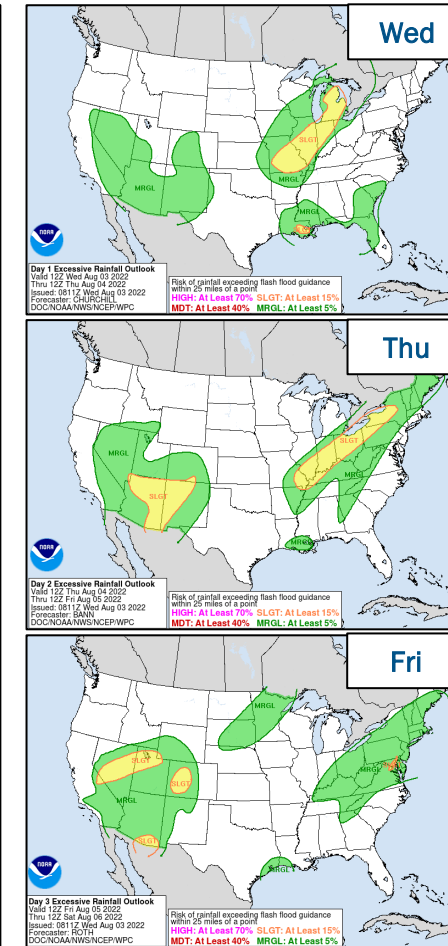 Wed
SLGT
MRGL
MRGL
MRGL
NOAA
Day 1 Excessive Rainfall Outlook
Valid 12Z Wed Aug 03 2022
Thru 12Z Thu Aug 04 2022
Issued: 0811Z Wed Aug 03 2022
Forecaster: CHURCHILL
DOC/NOAA/NWS/NCEP/WPC
Risk of rainfall exceeding flash flood guidance
within 25 miles of a point
HIGH: At Least 70% SLGT: At Least 15%
MDT: At Least 40% MRGL: At Least 5%
Thu
SLGT
MRGL
MRGL
SLGT
MRGL
NOAA
Day 2 Excessive Rainfall Outlook
Valid 12Z Thu Aug 04 2022
Thru 12Z Fri Aug 05 2022
Issued: 0811Z Wed Aug 03 2022
Forecaster: BANN
DOC/NOAA/NWS/NCEP/WPC
Risk of rainfall exceeding flash flood guidance
within 25 miles of a point
HIGH: At Least 70% SLGT: At Least 15%
MDT: At Least 40% MRGL: At Least 5%
Fri
MRGL
SLGT
MRGL
SLGT
MRGL
SLGT
MRGL
NOAA
Day 3 Excessive Rainfall Outlook
Valid 12Z Fri Aug 05 2022
Thru 12Z Sat Aug 06 2022
Issued: 0811Z Wed Aug 03 2022
Forecaster: ROTH
DOC/NOAA/NWS/NCEP/WPC
Risk of rainfall exceeding flash flood guidance
within 25 miles of a point
HIGH: At Least 70% SLGT: At Least 15%
MDT: At Least 40% MRGL: At Least 5%